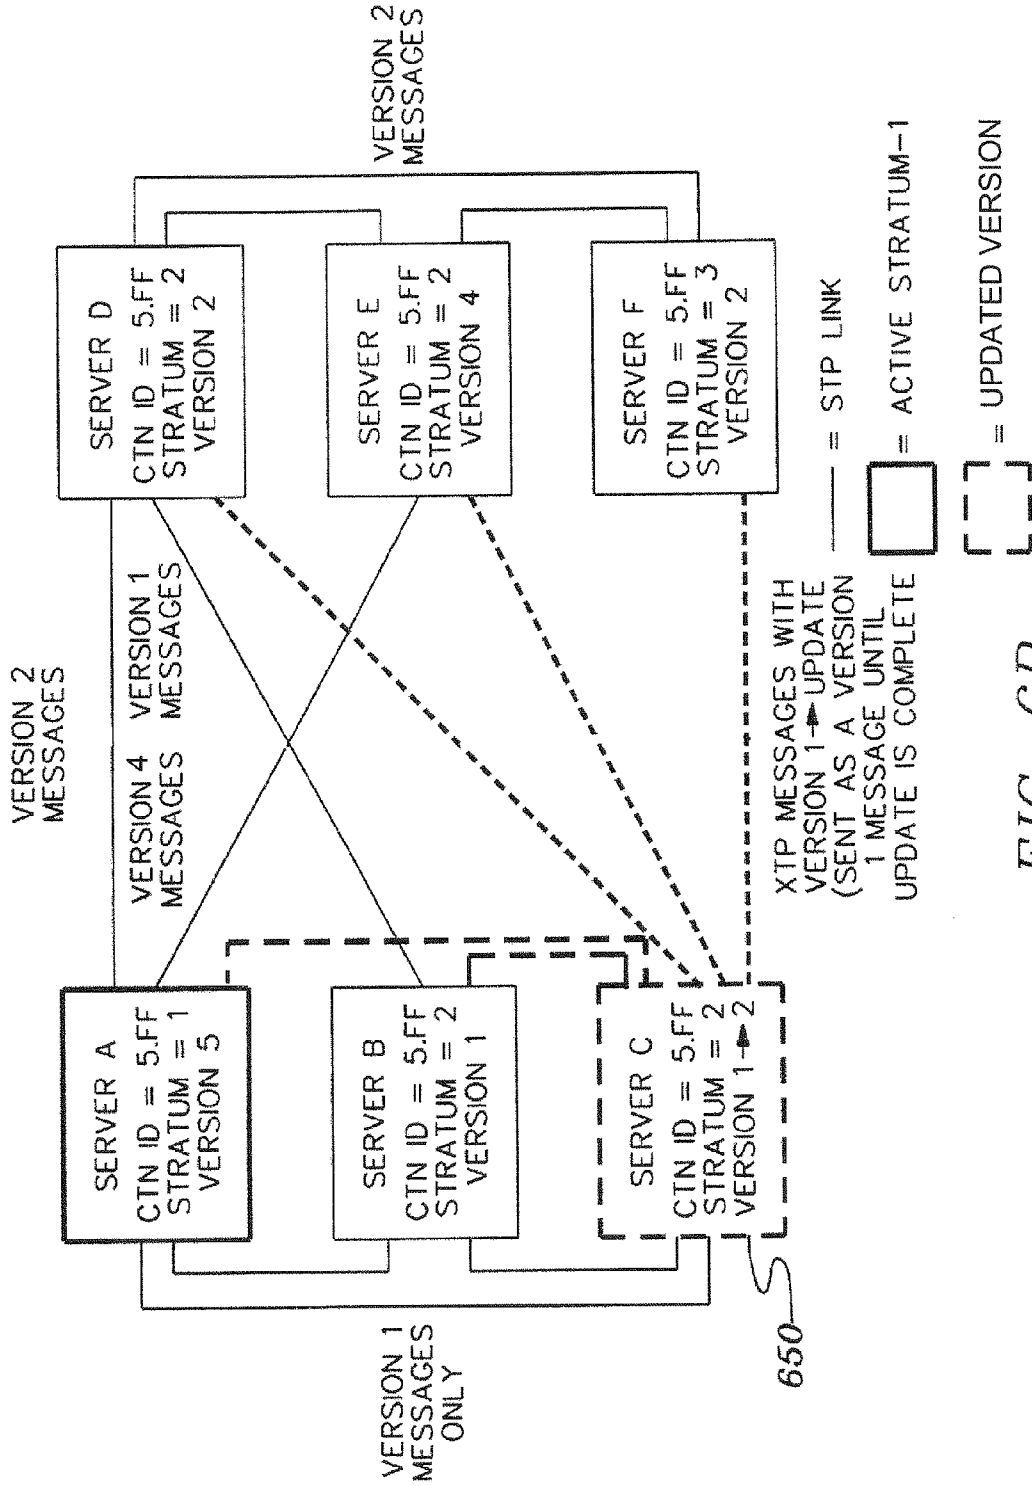 VERSION 2
MESSAGES
SERVER A
CTN ID = 5.FF
STRATUM = 1
VERSION 5
SERVER D
CTN ID = 5.FF
STRATUM = 2
VERSION 2
VERSION 4
MESSAGES
VERSION 1
MESSAGES
VERSION 1
MESSAGES
ONLY
SERVER B
CTN ID = 5.FF
STRATUM = 2
VERSION 1
SERVER E
CTN ID = 5.FF
STRATUM = 2
VERSION 4
VERSION 2
MESSAGES
SERVER C
CTN ID = 5.FF
STRATUM = 2
VERSION 1→2
SERVER F
CTN ID = 5.FF
STRATUM = 3
VERSION 2
650
XTP MESSAGES WITH
VERSION 1→UPDATE
(SENT AS A VERSION
1 MESSAGE UNTIL
UPDATE IS COMPLETE
= STP LINK
= ACTIVE STRATUM-1
= UPDATED VERSION